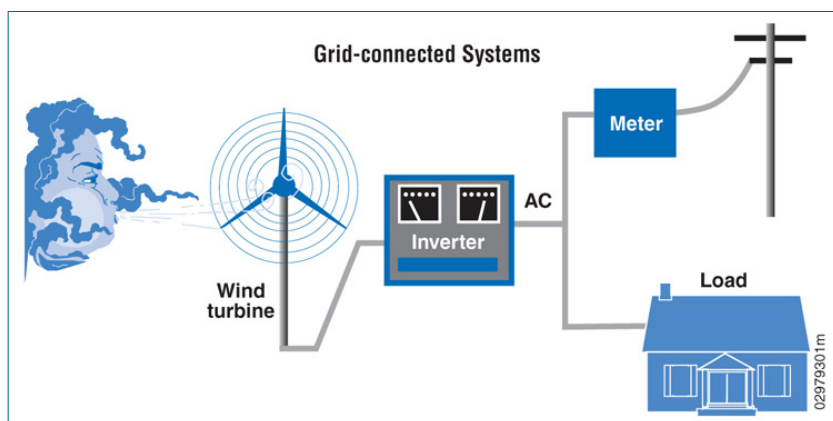 Grid-connected Systems
Meter
AC
Inverter
Wind
turbine
Load
02979301m